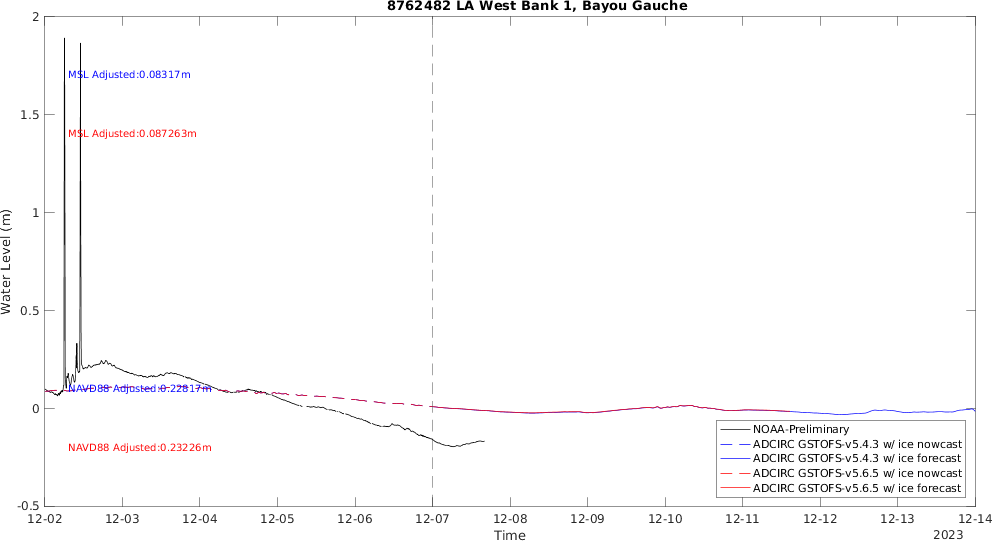 8762482 LA West Bank 1, Bayou Gauche
2
MSL Adjusted:0.08317m
1.5
MSL Adjusted:0.087263m
1
Water Level (m)
0.5
NAVD88 Adjusted:0.22817m
0
NAVD88 Adjusted:0.23226m
NOAA-Preliminary
ADCIRC GSTOFS-v5.4.3 w/ ice nowcast
ADCIRC GSTOFS-v5.4.3 w/ ice forecast
ADCIRC GSTOFS-v5.6.5 w/ ice nowcast
ADCIRC GSTOFS-v5.6.5 w/ ice forecast
-0.5
12-02 12-03 12-04 12-05 12-06 12-07 12-08 12-09 12-10 12-11 12-12 12-13 12-14
Time
2023